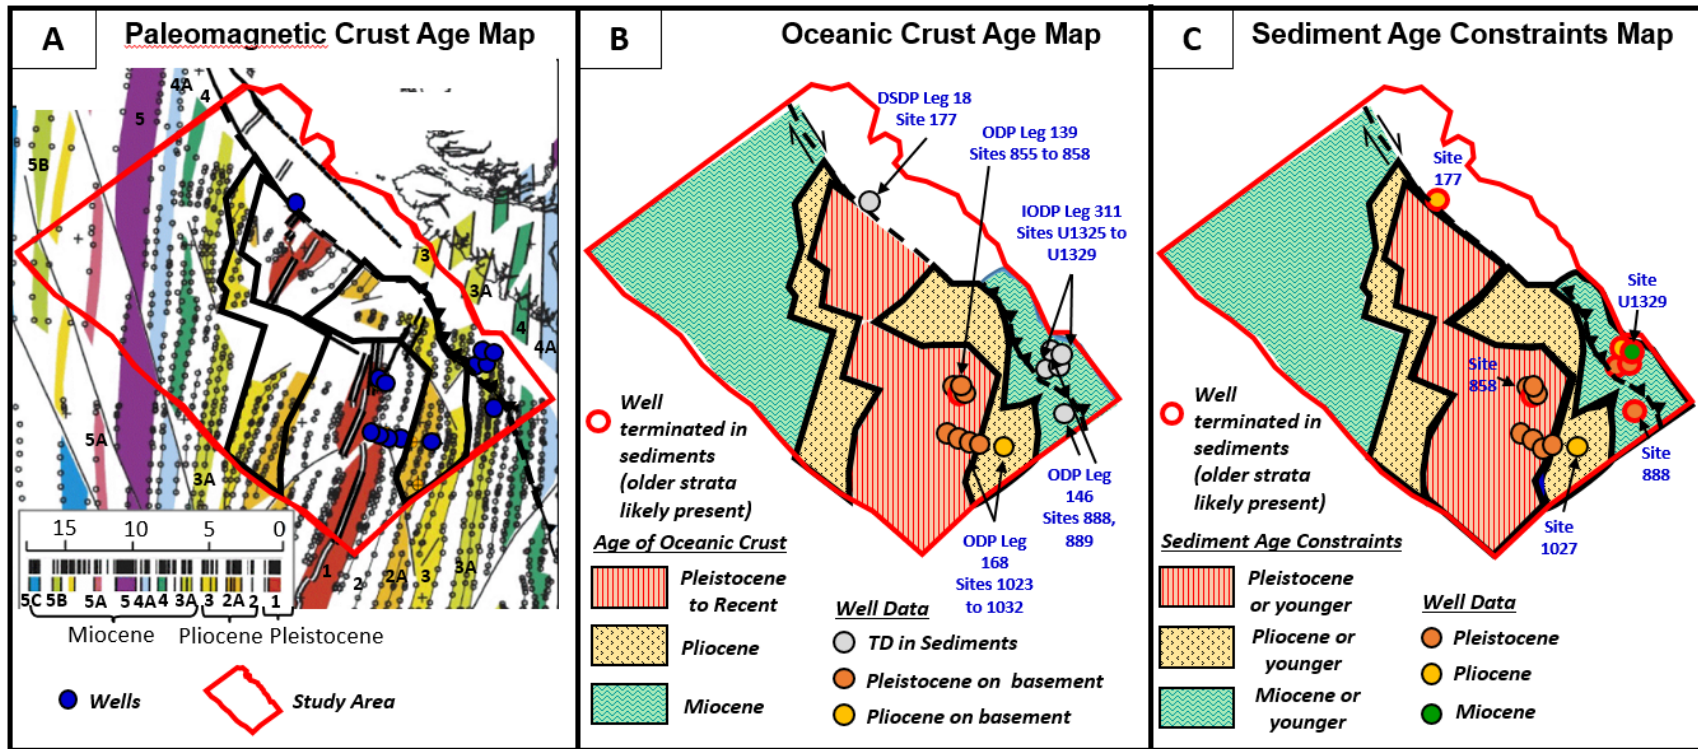 A
Paleomagnetic Crust Age Map
4A
4
5
5B
3
3A
4
4A
5A
3A
1
2
2A
3
3A
15
10
5
0
5C
5B
5A
5
4A
4
3A
3
2A
2
1
Miocene
Pliocene
Pleistocene
Wells
Study Area
B
Oceanic Crust Age Map
DSDP Leg 18
Site 177
ODP Leg 139
Sites 855 to 858
IODP Leg 311
Sites U1325 to
U1329
Well
terminated in
sediments
(older strata
likely present)
ODP Leg
146
Sites 888,
889
ODP Leg
168
Sites 1023
to 1032
Age of Oceanic Crust
Pleistocene
to Recent
Pliocene
Miocene
Well Data
TD in Sediments
Pleistocene on basement
Pliocene on basement
C
Sediment Age Constraints Map
Site
177
Site
U1329
Site
858
Well
terminated in
sediments
(older strata
likely present)
Site
888
Site
1027
Sediment Age Constraints
Pleistocene
or younger
Pliocene or
younger
Miocene or
younger
Well Data
Pleistocene
Pliocene
Miocene